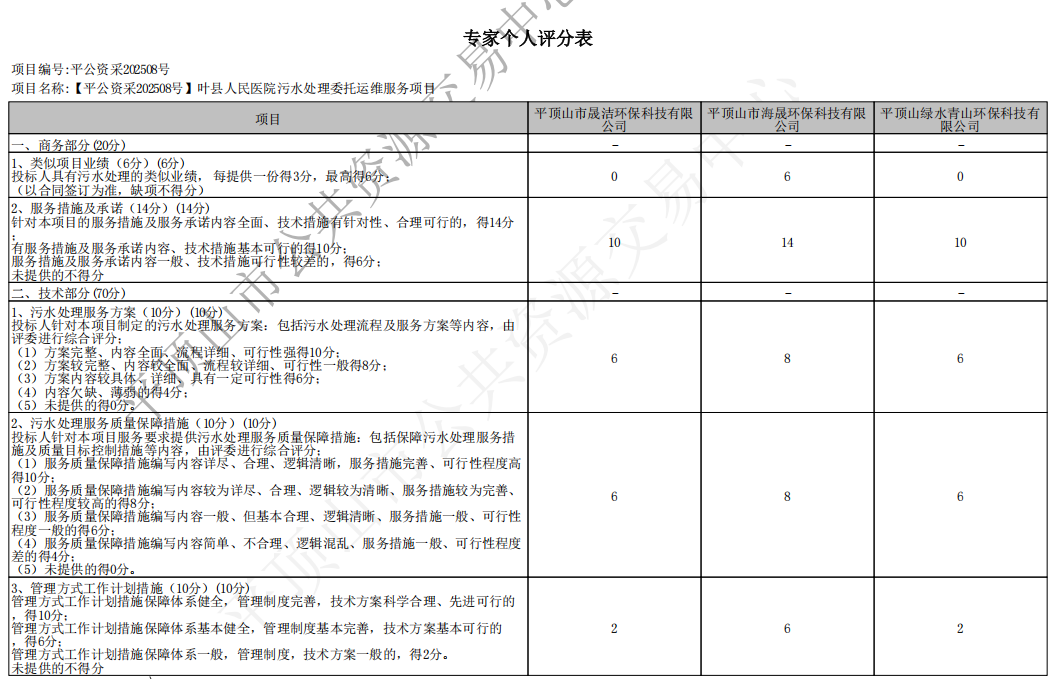 专家个人评分表
项目编号:平公资采202508号
项目名称:【平公资采202508号】叶县人民医院污水处理委托运维服务项目
项目
平顶山市晟洁环保科技有限
公司
平顶山市海晟环保科技有限
公司
平顶山绿水青山环保科技有
限公司
一、商务部分(20分)
–
–
–
1、类似项目业绩（6分）(6分)
投标人具有污水处理的类似业绩，每提供一份得3分，最高得6分；
（以合同签订为准，缺项不得分）
0
6
0
2、服务措施及承诺（14分）(14分)
针对本项目的服务措施及服务承诺内容全面、技术措施有针对性、合理可行的，得14分
；
有服务措施及服务承诺内容、技术措施基本可行的得10分；
服务措施及服务承诺内容一般、技术措施可行性较差的，得6分；
未提供的不得分
10
14
10
二、技术部分(70分)
–
–
–
1、污水处理服务方案（10分）(10分)
投标人针对本项目制定的污水处理服务方案：包括污水处理流程及服务方案等内容，由
评委进行综合评分；
（1）方案完整、内容全面、流程详细、可行性强得10分；
（2）方案较完整、内容较全面、流程较详细、可行性一般得8分；
（3）方案内容较具体、详细，具有一定可行性得6分；
（4）内容欠缺、薄弱的得4分；
（5）未提供的得0分。
6
8
6
2、污水处理服务质量保障措施（10分）(10分)
投标人针对本项目服务要求提供污水处理服务质量保障措施：包括保障污水处理服务措
施及质量目标控制措施等内容，由评委进行综合评分；
（1）服务质量保障措施编写内容详尽、合理、逻辑清晰，服务措施完善、可行性程度高
得10分；
（2）服务质量保障措施编写内容较为详尽、合理、逻辑较为清晰、服务措施较为完善、
可行性程度较高的得8分；
（3）服务质量保障措施编写内容一般、但基本合理、逻辑清晰、服务措施一般、可行性
程度一般的得6分；
（4）服务质量保障措施编写内容简单、不合理、逻辑混乱、服务措施一般、可行性程度
差的得4分；
（5）未提供的得0分。
6
8
6
3、管理方式工作计划措施（10分）(10分)
管理方式工作计划措施保障体系健全，管理制度完善，技术方案科学合理、先进可行的
，得10分；
管理方式工作计划措施保障体系基本健全，管理制度基本完善，技术方案基本可行的
，得6分；
管理方式工作计划措施保障体系一般，管理制度，技术方案一般的，得2分。
未提供的不得分
2
6
2
平顶山市公共资源交易中心
平顶山市公共资源交易中心